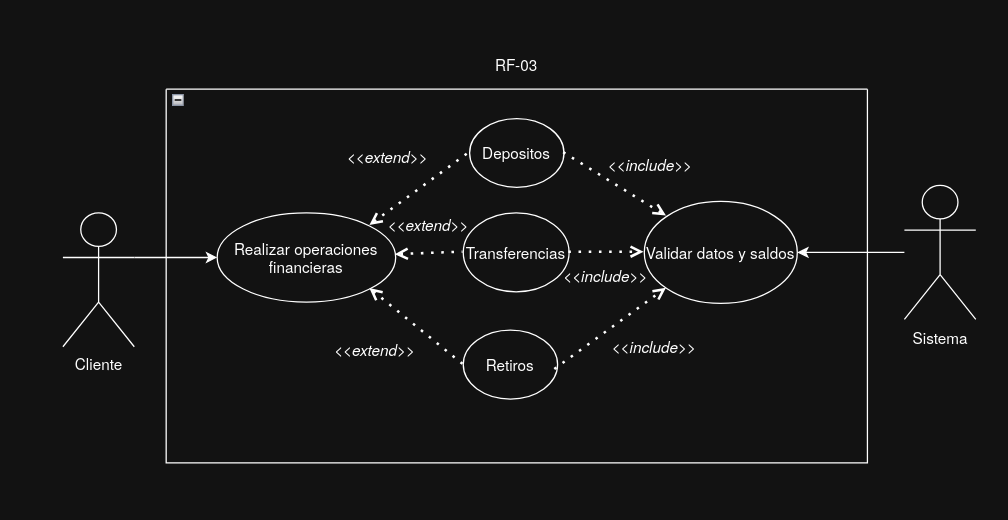 RF-03
Depositos
<<extend>>
<<include>>
<<extend>>
Realizar operaciones
financieras
Transferencias
Validar datos y saldos
<<include>>
Sistema
<<extend>>
<<include>>
Cliente
Retiros